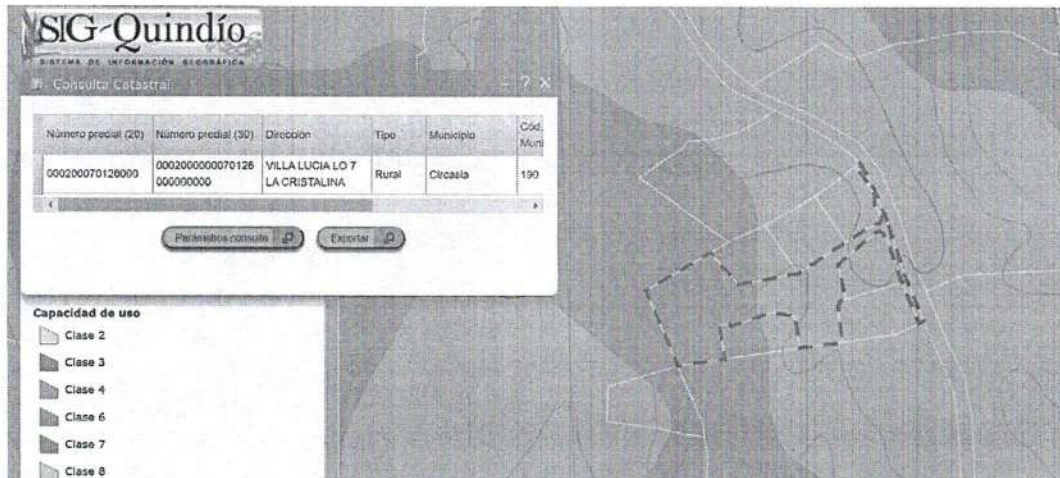 SIG-Quindío
SISTEMA DE INFORMACIÓN GEOGRÁFICA
Consulta Catastral
Número predial (20) Número predial (30) Dirección Tipo Municipio Cód. Muni
000200070126000 0002000000070126 000000000 VILLA LUCIA LO 7 LA CRISTALINA Rural Circasia 190
Parámetros consulta Exportar
Capacidad de uso
Clase 2
Clase 3
Clase 4
Clase 6
Clase 7
Clase 8